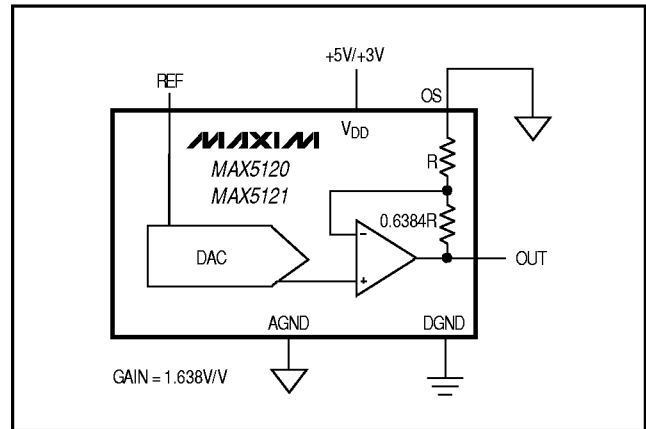 +5V/+3V
REF
OS
VDD
MAXIM
MAX5120
MAX5121
R
0.6384R
DAC
–
+
OUT
AGND
DGND
GAIN = 1.638V/V